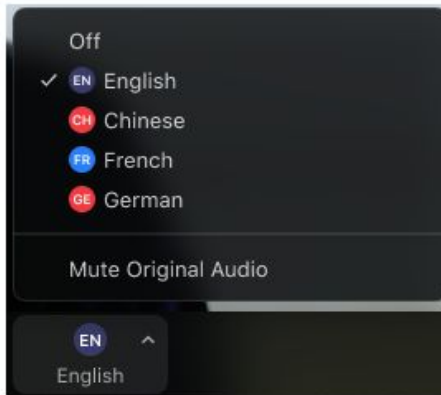 Off
EN English
CH Chinese
FR French
GE German
Mute Original Audio
EN
English